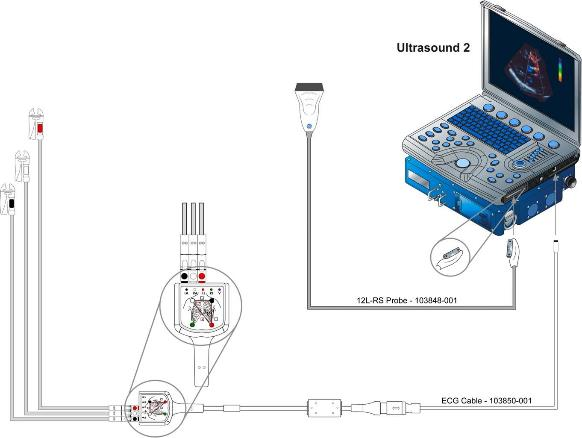 Ultrasound 2
12L-RS Probe - 103848-001
ECG Cable - 103850-001